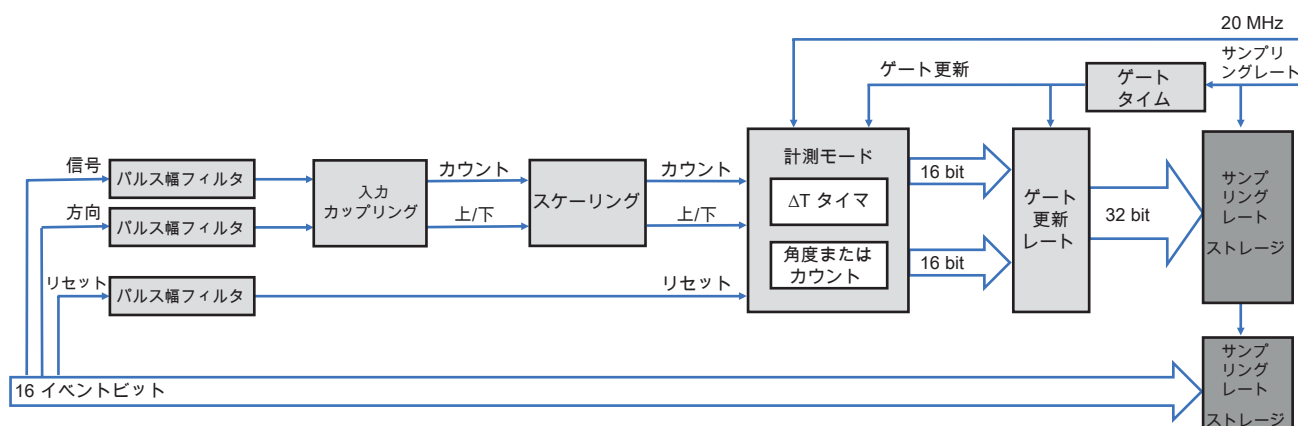 20 MHz
サンプリ
ングレート
ゲート更新
ゲート
タイム
信号
パルス幅フィルタ
入力
カップリング
カウント
スケーリング
カウント
計測モード
16 bit
サンプ
リング
レート
ストレージ
方向
パルス幅フィルタ
上/下
上/下
ΔT タイマ
ゲート
更新
レート
32 bit
リセット
パルス幅フィルタ
リセット
角度または
カウント
16 bit
サンプ
リング
レート
ストレージ
16 イベントビット